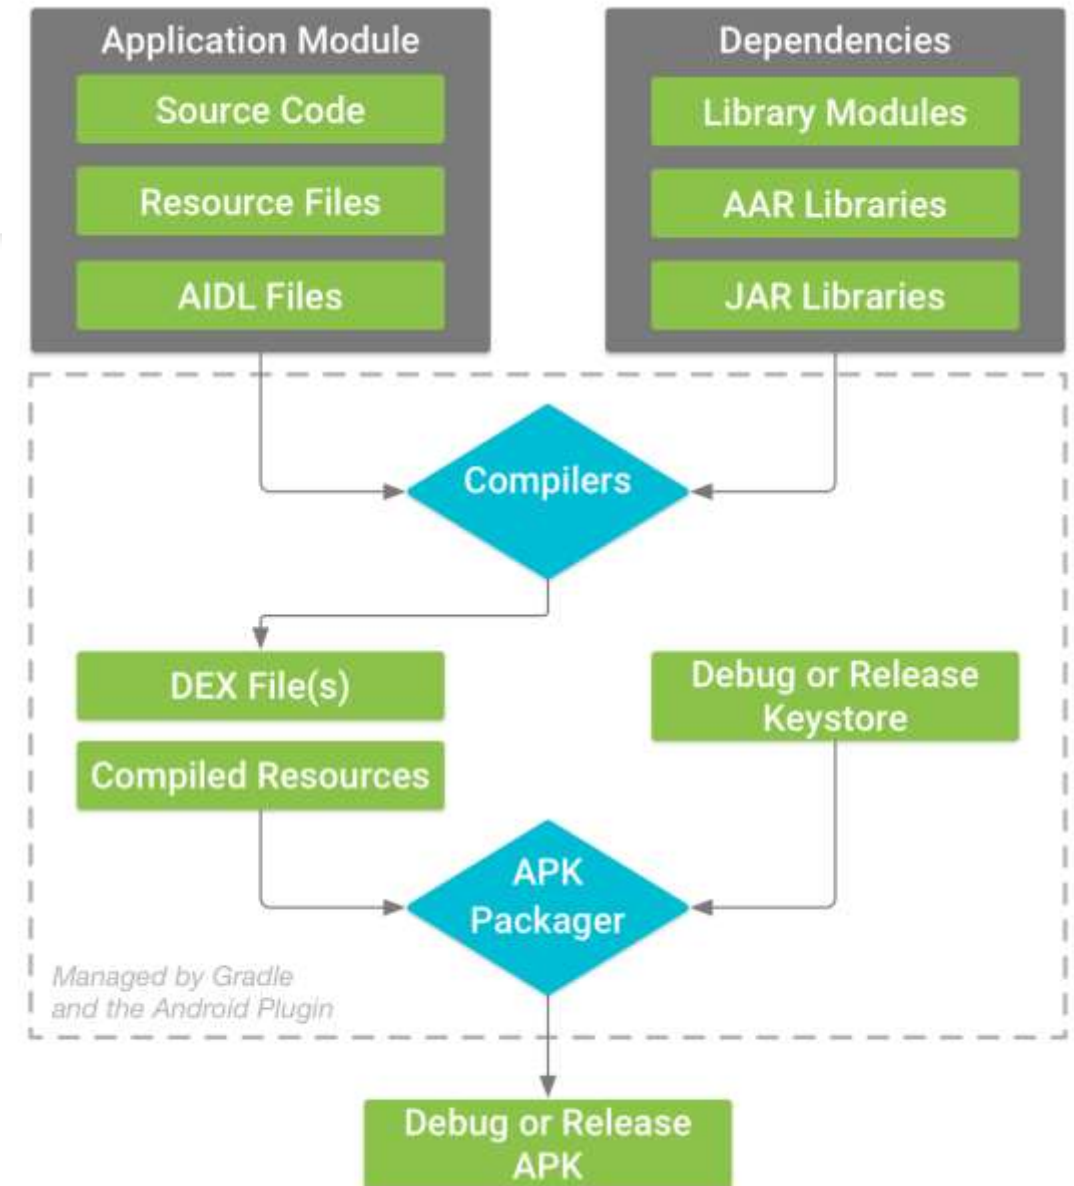 Application Module
Source Code
Resource Files
AIDL Files
Dependencies
Library Modules
AAR Libraries
JAR Libraries
Compilers
DEX File(s)
Compiled Resources
Debug or Release
Keystore
APK
Packager
Managed by Gradle
and the Android Plugin
Debug or Release
APK